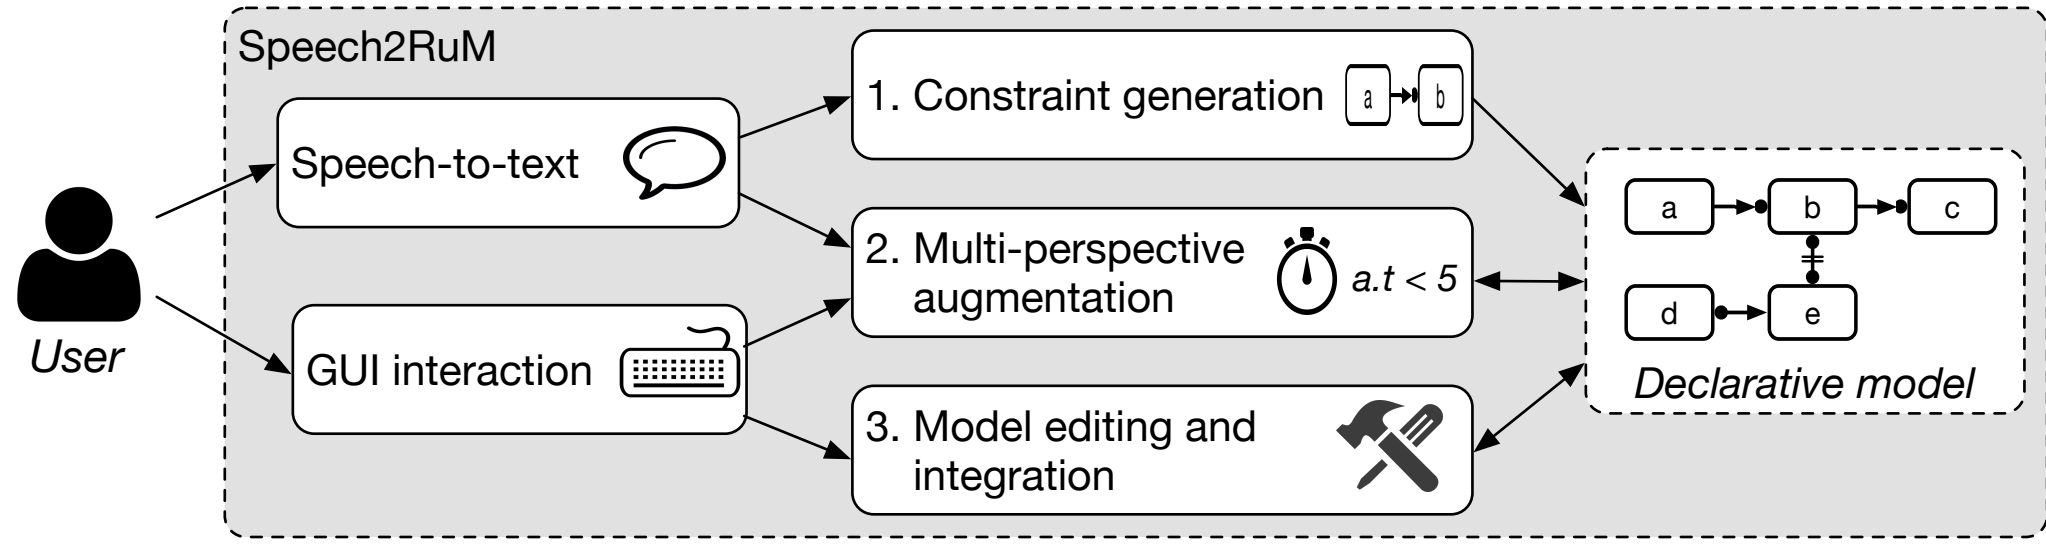 Speech2RuM
User
Speech-to-text
GUI interaction
1. Constraint generation
a
b
2. Multi-perspective
augmentation
a.t < 5
3. Model editing and
integration
a
b
c
d
e
Declarative model